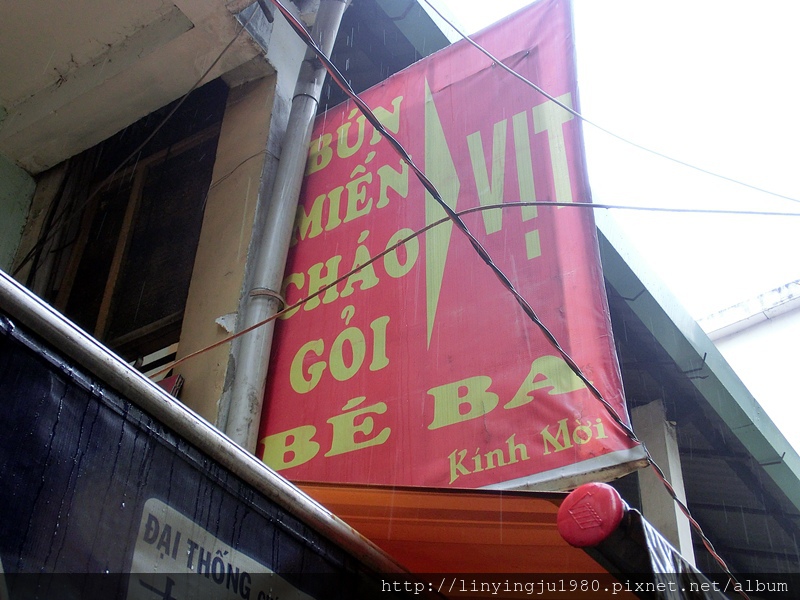 BÚN
MIẾN
CHÁO
GỎI
VỊT
BÉ BA
Kính Mời
ĐẠI THỐNG
http://linyingju1980.pixnet.net/album